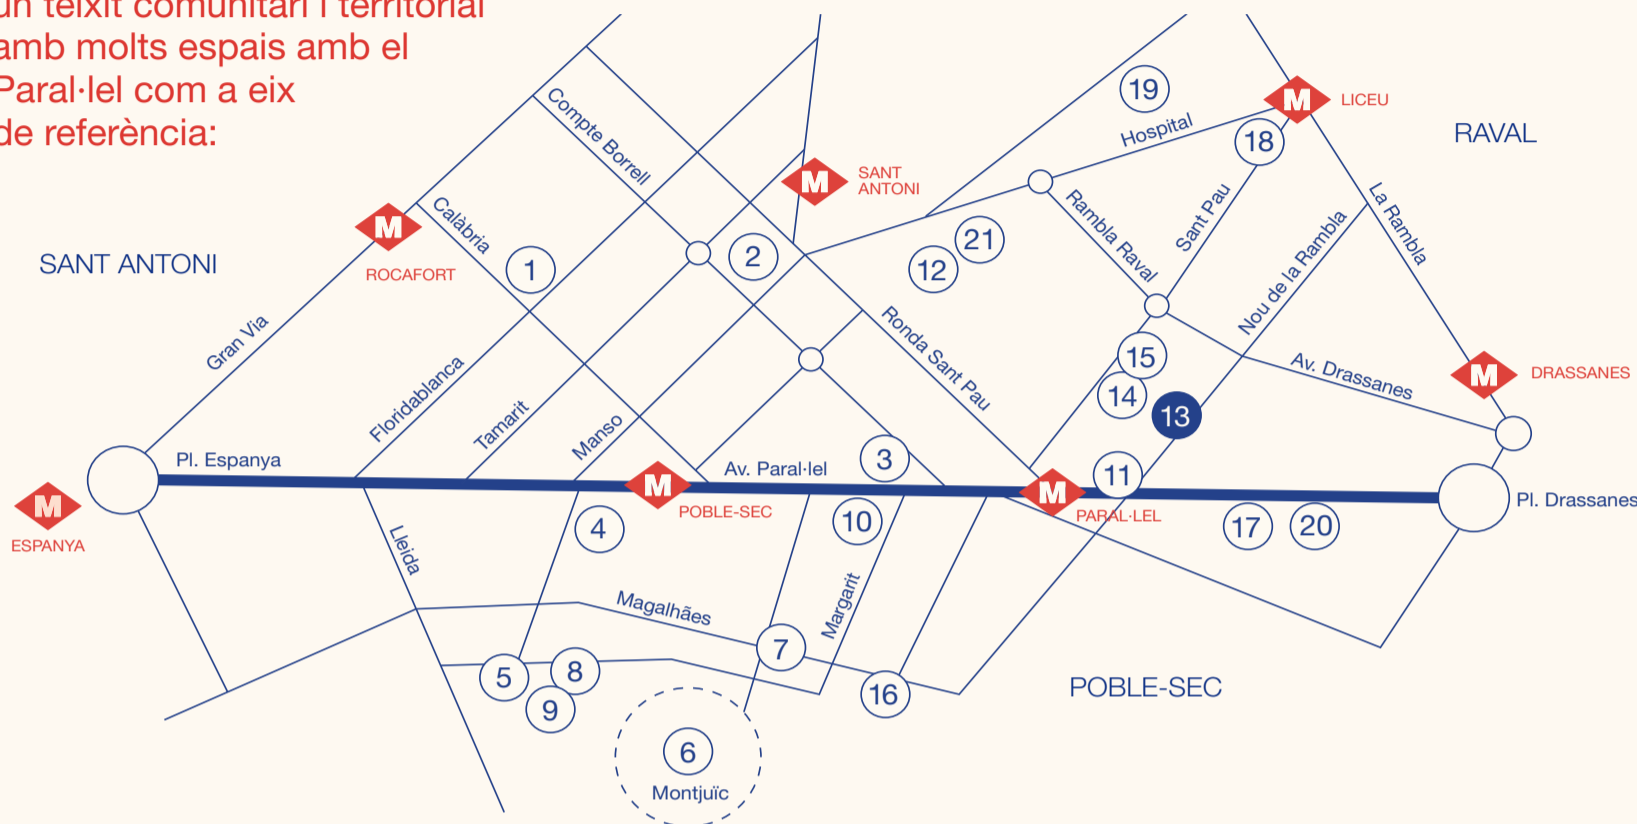 un teixit comunitari i territorial
amb molts espais amb el
Paral·lel com a eix
de referència:
19
M
LICEU
Hospital
18
RAVAL
Compte Borrell
M
SANT
ANTONI
La Rambla
Rambla Raval
Sant Pau
Nou de la Rambla
M
ROCAFORT
Calàbria
SANT ANTONI
1
2
12
21
Gran Via
Ronda Sant Pau
15
14
13
Av. Drassanes
M
DRASSANES
Floridablanca
Tamarit
Manso
Pl. Espanya
M
POBLE-SEC
Av. Paral·lel
3
M
PARAL·LEL
11
Pl. Drassanes
M
ESPANYA
Lleida
4
10
17
20
Magalhães
Margarit
7
5
8
9
16
POBLE-SEC
6
Montjuïc